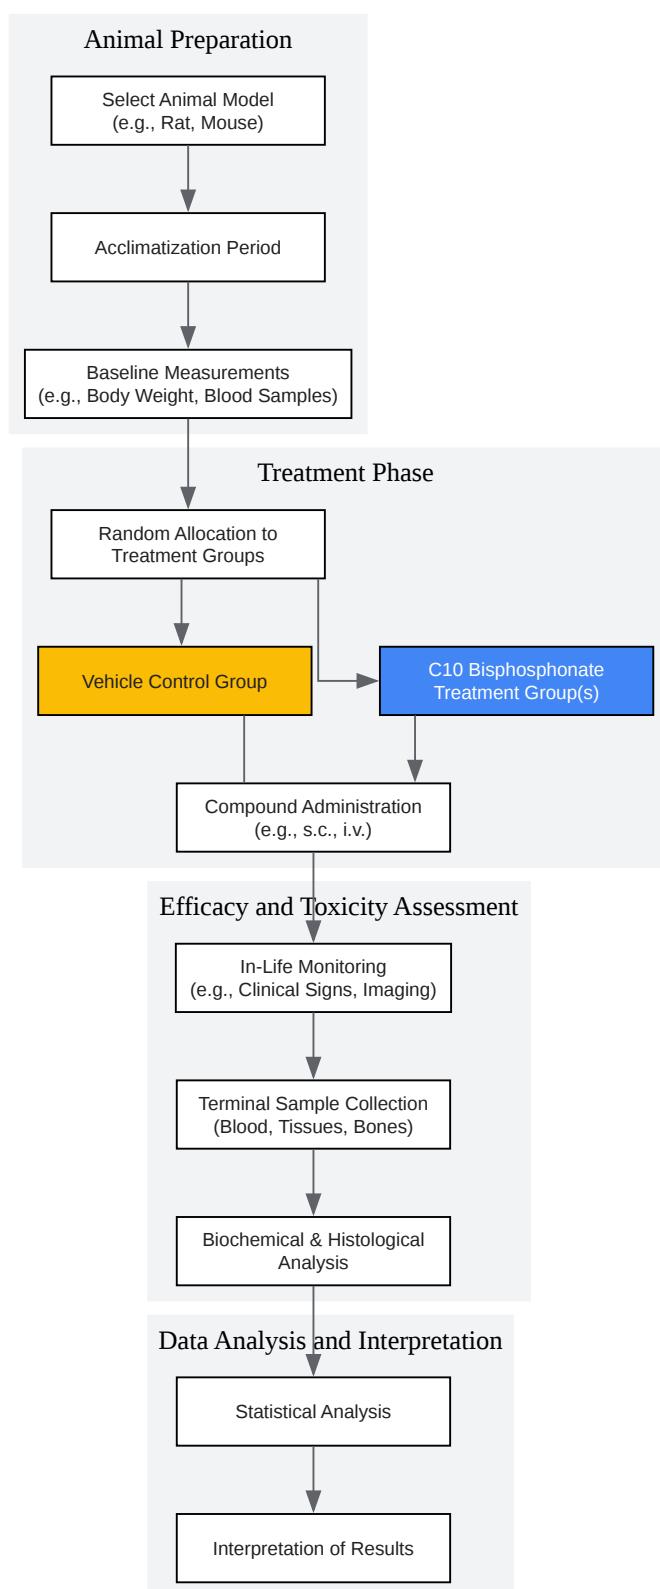 Animal Preparation
Select Animal Model
(e.g., Rat, Mouse)
Acclimatization Period
Baseline Measurements
(e.g., Body Weight, Blood Samples)
Treatment Phase
Random Allocation to
Treatment Groups
Vehicle Control Group
C10 Bisphosphonate
Treatment Group(s)
Compound Administration
(e.g., s.c., i.v.)
Efficacy and Toxicity Assessment
In-Life Monitoring
(e.g., Clinical Signs, Imaging)
Terminal Sample Collection
(Blood, Tissues, Bones)
Biochemical & Histological
Analysis
Data Analysis and Interpretation
Statistical Analysis
Interpretation of Results